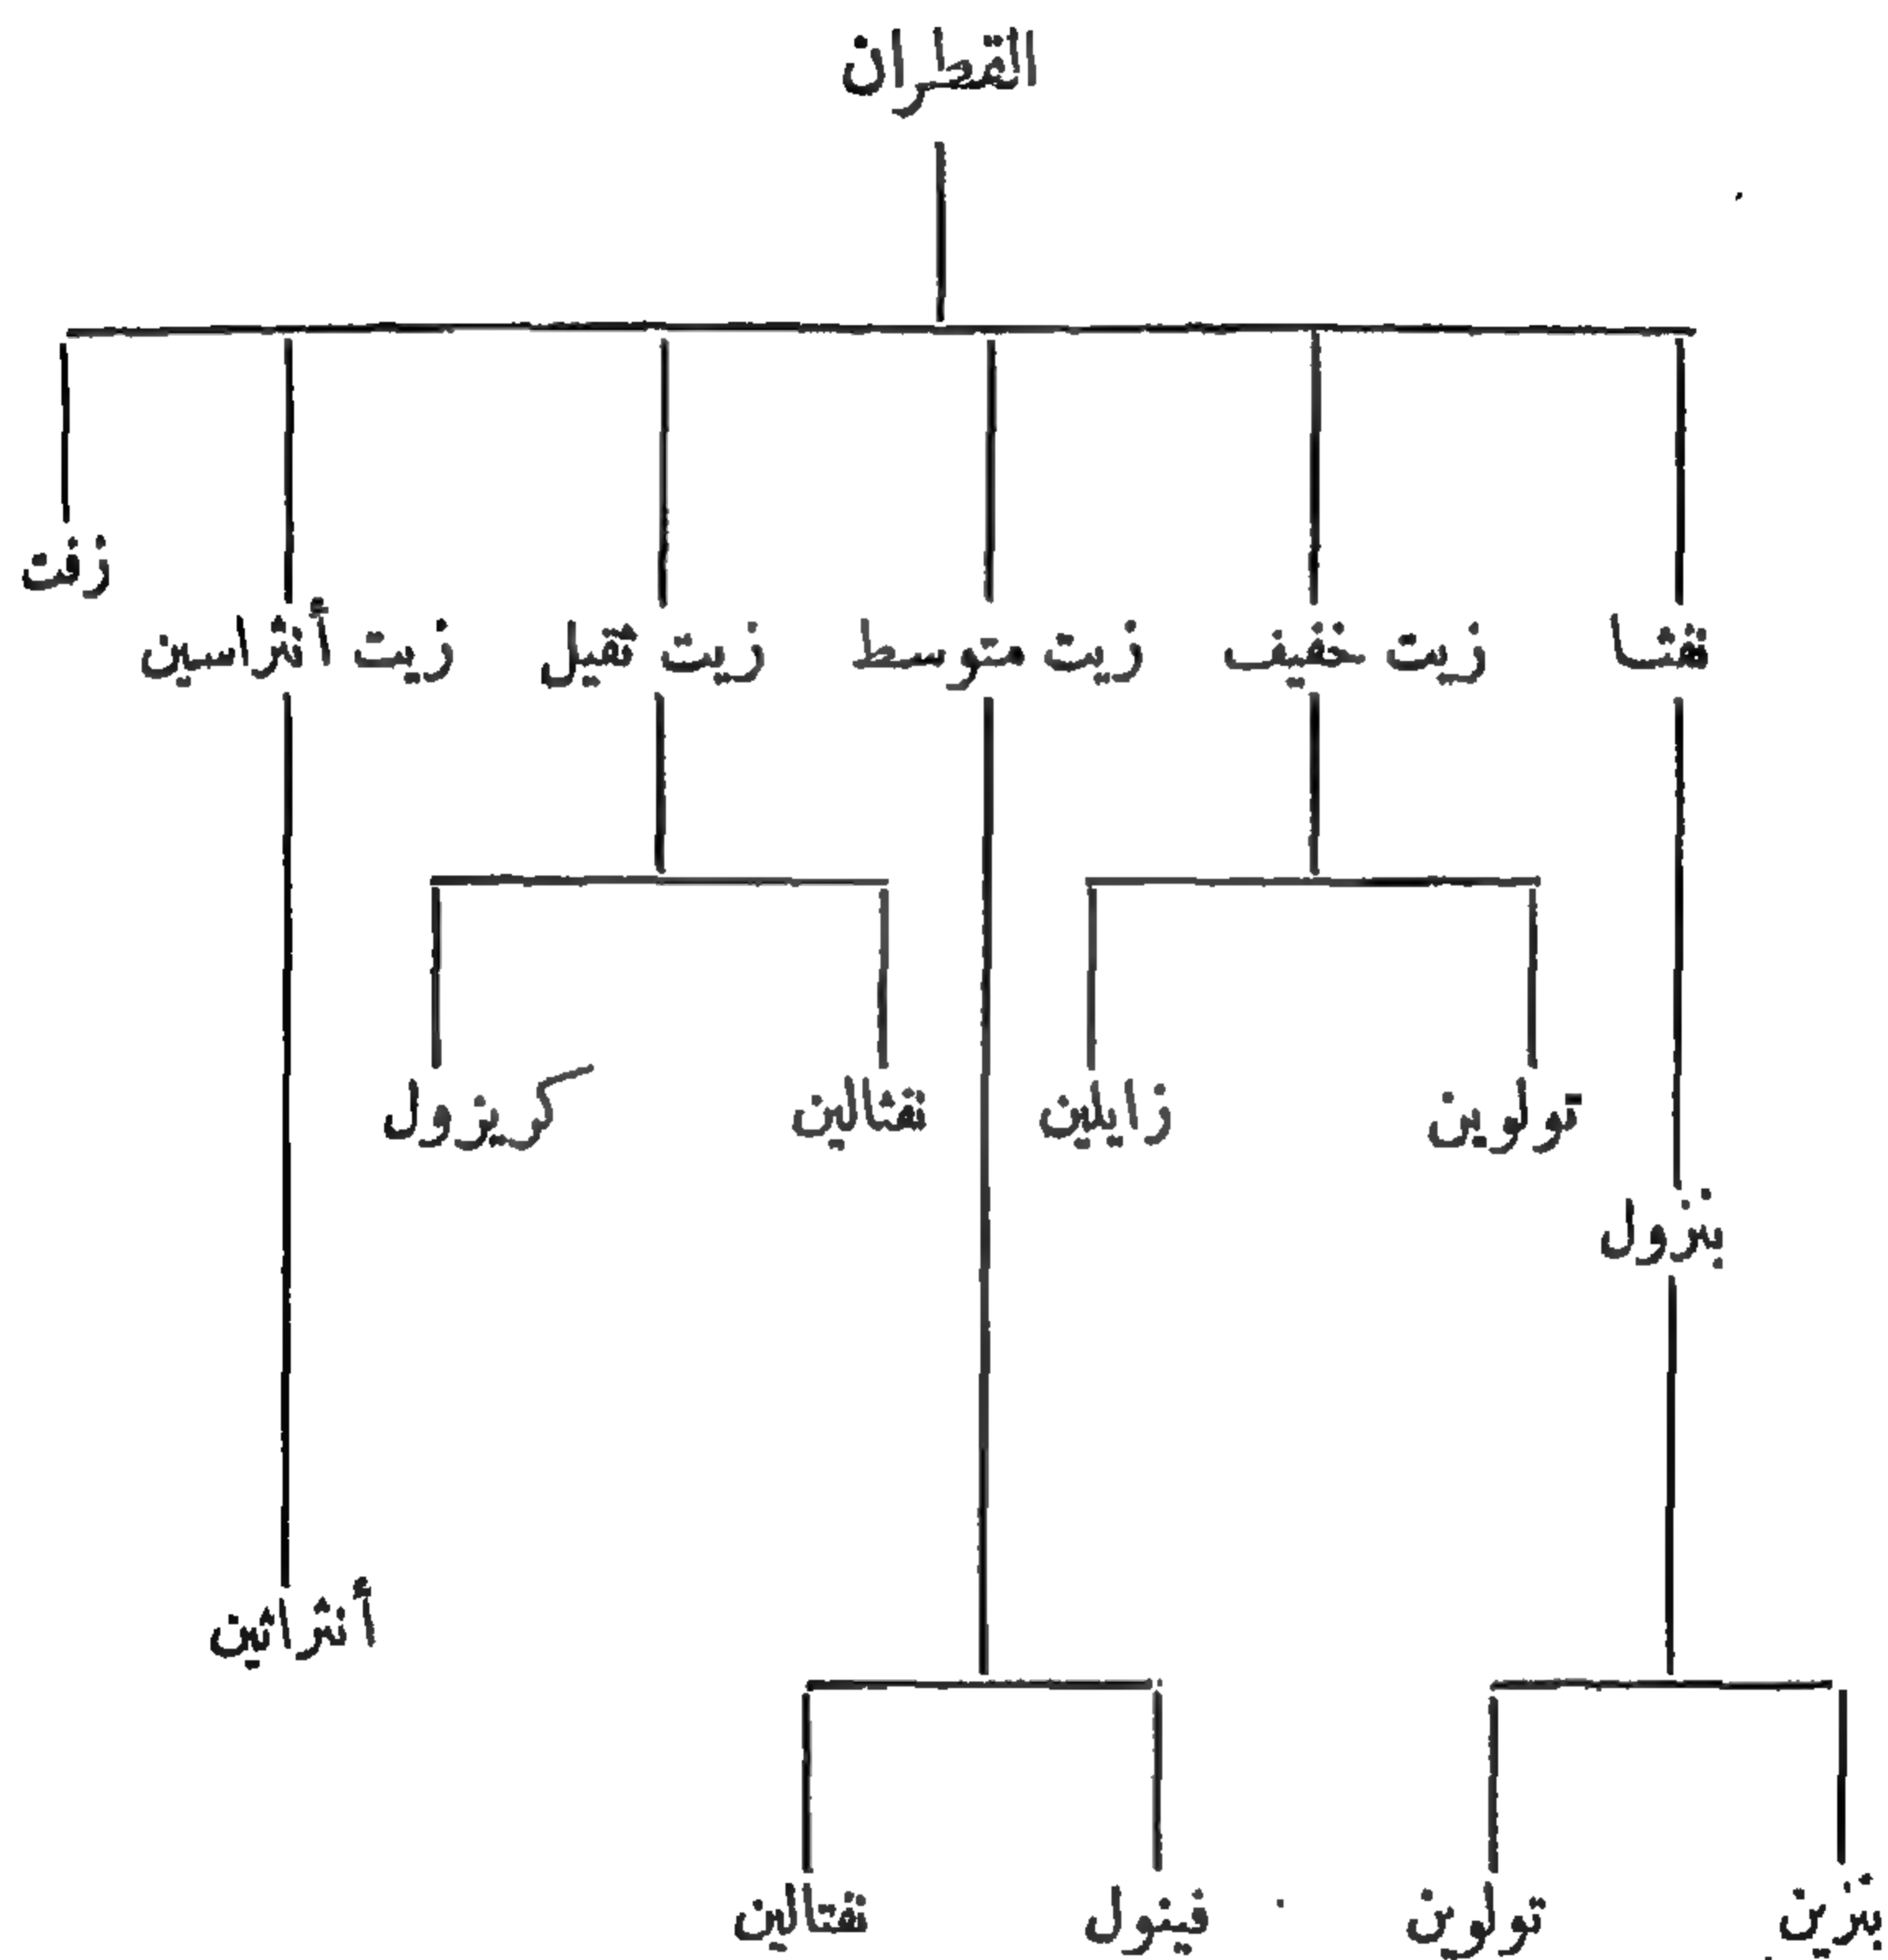 القطران
زفت
نفثا
زيت خفيف
زيت متوسط
زيت ثقيل
زيت أنثراسين
تولوين
زايلين
نفثالين
كريزول
بنزول
أنثراثين
بنزين
تولوين
فينول
نفتالين